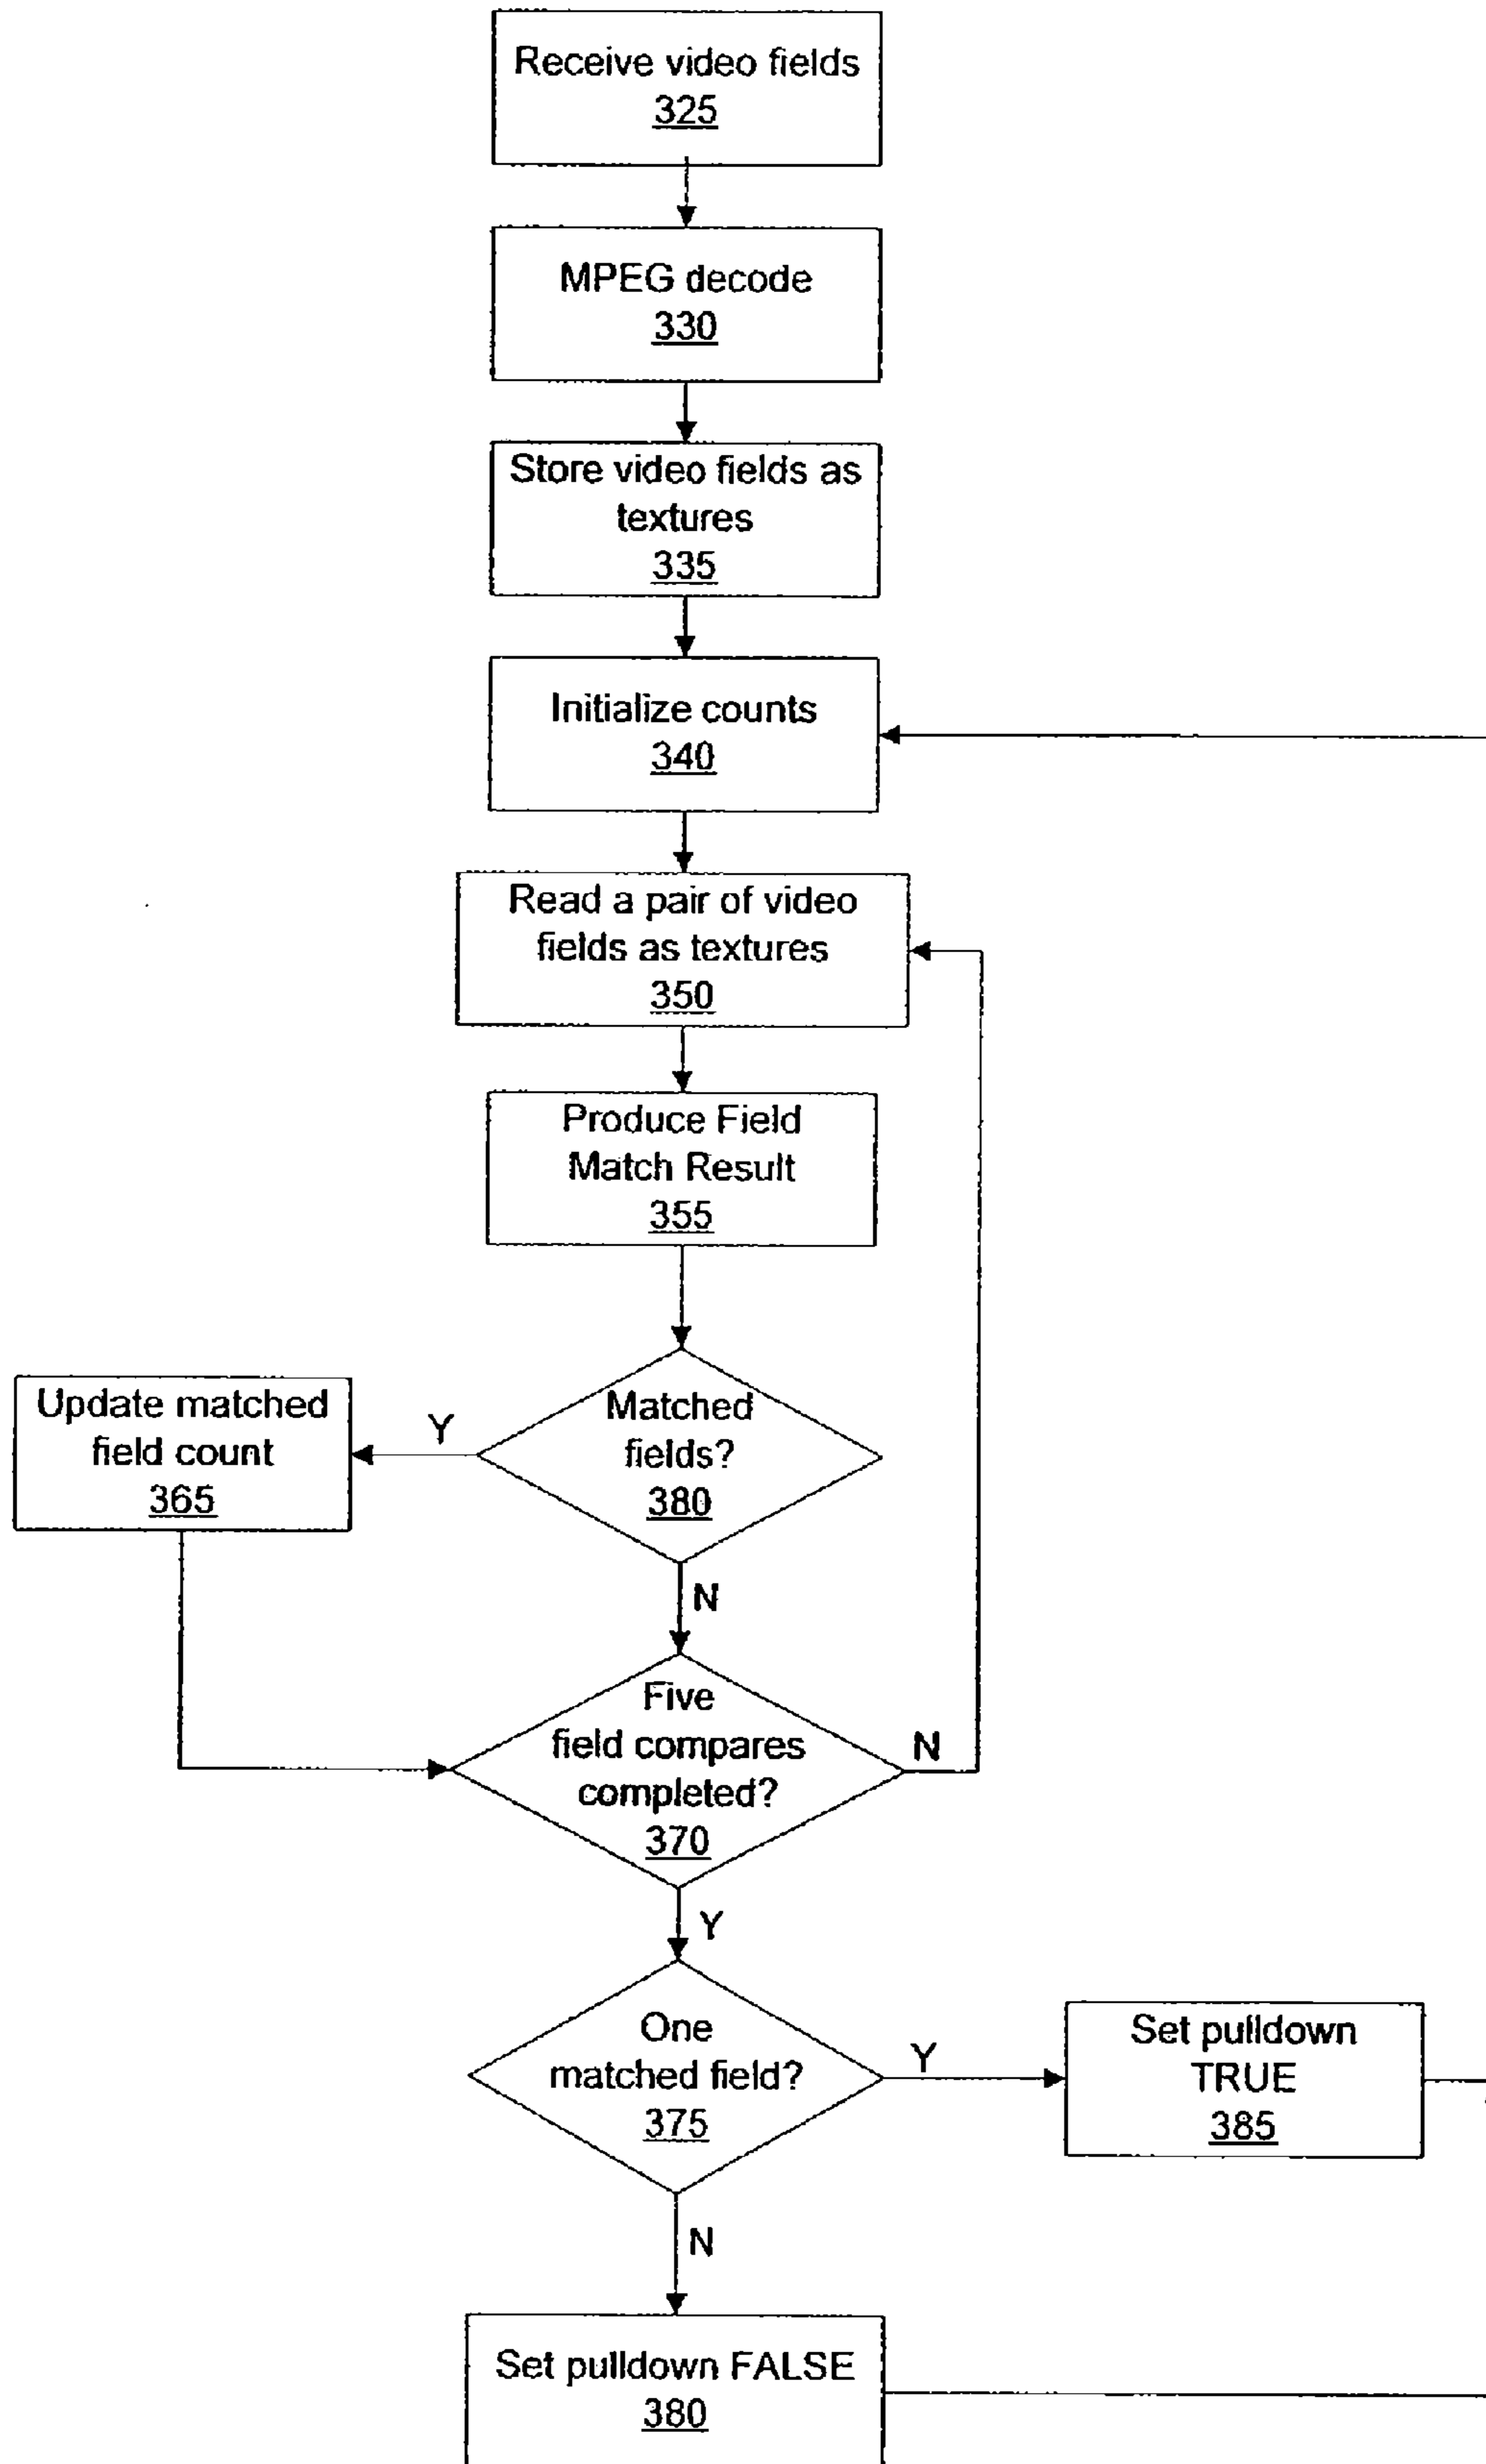 Receive video fields
325
MPEG decode
330
Store video fields as
textures
335
Initialize counts
340
Read a pair of video
fields as textures
350
Produce Field
Match Result
355
Matched
fields?
380
Y
Update matched
field count
365
N
Five
field compares
completed?
370
N
Y
One
matched field?
375
Y
Set pulldown
TRUE
385
N
Set pulldown FALSE
380